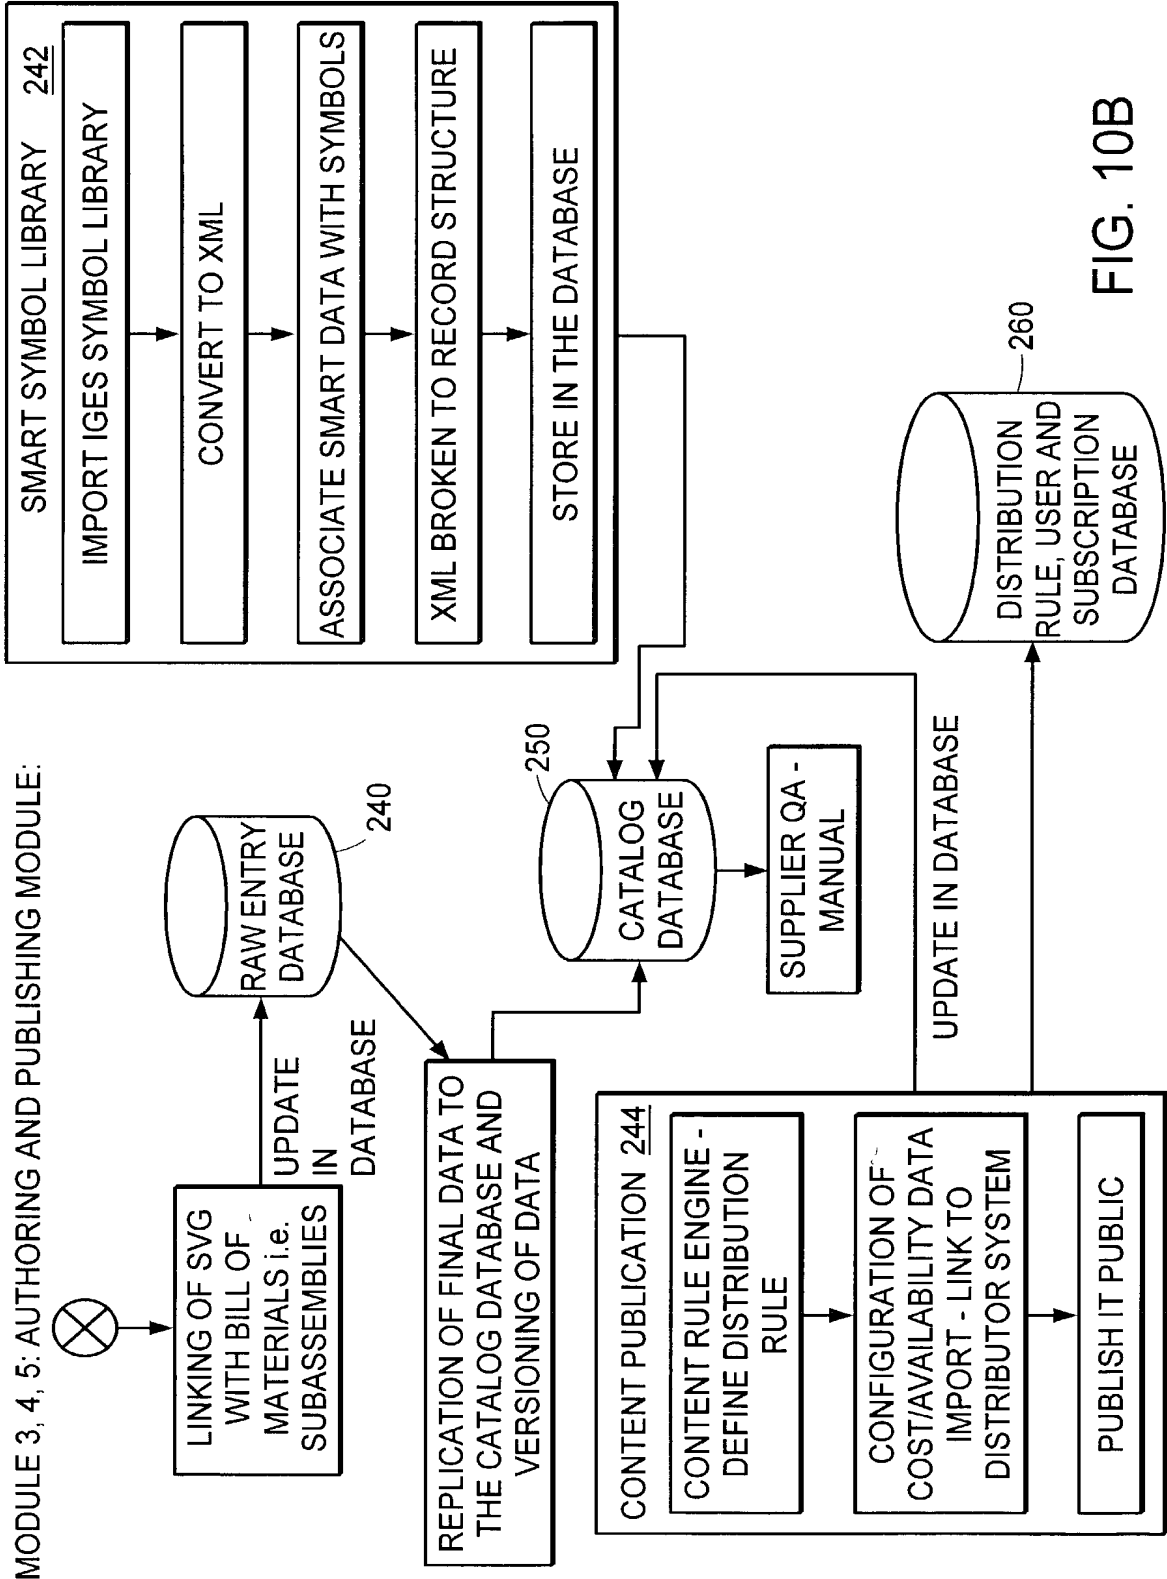 MODULE 3, 4, 5: AUTHORING AND PUBLISHING MODULE:
LINKING OF SVG
WITH BILL OF
MATERIALS i.e.
SUBASSEMBLIES
UPDATE
IN
DATABASE
RAW ENTRY
DATABASE
240
REPLICATION OF FINAL DATA TO
THE CATALOG DATABASE AND
VERSIONING OF DATA
250
CATALOG
DATABASE
SUPPLIER QA -
MANUAL
SMART SYMBOL LIBRARY 242
IMPORT IGES SYMBOL LIBRARY
CONVERT TO XML
ASSOCIATE SMART DATA WITH SYMBOLS
XML BROKEN TO RECORD STRUCTURE
STORE IN THE DATABASE
CONTENT PUBLICATION 244
CONTENT RULE ENGINE -
DEFINE DISTRIBUTION
RULE
CONFIGURATION OF
COST/AVAILABILITY DATA
IMPORT - LINK TO
DISTRIBUTOR SYSTEM
PUBLISH IT PUBLIC
UPDATE IN DATABASE
260
DISTRIBUTION
RULE, USER AND
SUBSCRIPTION
DATABASE
FIG. 10B